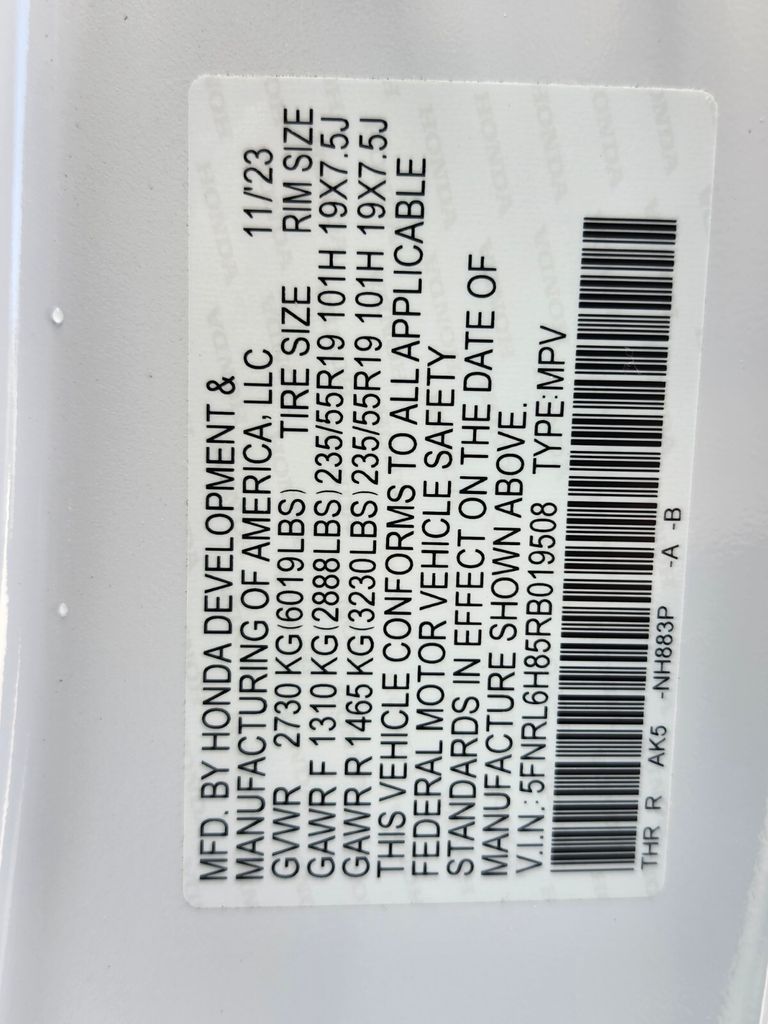 MFD. BY HONDA DEVELOPMENT &
MANUFACTURING OF AMERICA, LLC 11/'23
GVWR 2730 KG(6019LBS) TIRE SIZE RIM SIZE
GAWR F 1310 KG(2888LBS) 235/55R19 101H 19X7.5J
GAWR R 1465 KG(3230LBS) 235/55R19 101H 19X7.5J
THIS VEHICLE CONFORMS TO ALL APPLICABLE
FEDERAL MOTOR VEHICLE SAFETY
STANDARDS IN EFFECT ON THE DATE OF
MANUFACTURE SHOWN ABOVE.
V.I.N.: 5FNRL6H85RB019508 TYPE:MPV
THR R AK5 -NH883P -A -B